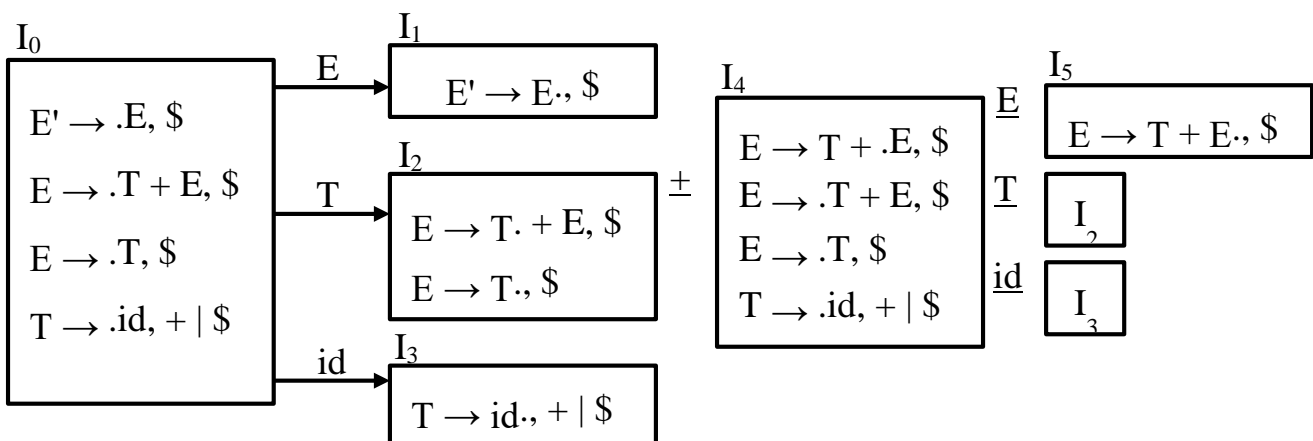 I₀
E' → .E, $
E → .T + E, $
E → .T, $
T → .id, + | $
E
T
id
I₁
E' → E., $
I₂
E → T. + E, $
E → T., $
I₃
T → id., + | $
+
I₄
E → T + .E, $
E → .T + E, $
E → .T, $
T → .id, + | $
E
T
id
I₅
E → T + E., $
I₂
I₃